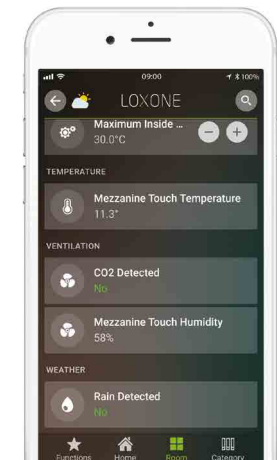 09:00
100%
LOXONE
Maximum Inside ...
30.0°C
TEMPERATURE
Mezzanine Touch Temperature
11.3°
VENTILATION
CO2 Detected
No
Mezzanine Touch Humidity
58%
WEATHER
Rain Detected
No
Functions Home Room Category